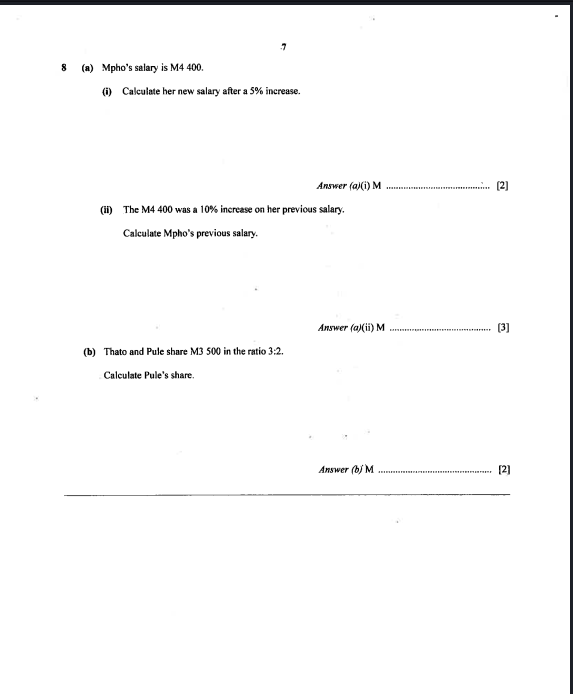 7
8 (a) Mpho's salary is M4 400.
(i) Calculate her new salary after a 5% increase.
Answer (a)(i) M ........................................ [2]
(ii) The M4 400 was a 10% increase on her previous salary.
Calculate Mpho's previous salary.
Answer (a)(ii) M ........................................ [3]
(b) Thato and Pule share M3 500 in the ratio 3:2.
Calculate Pule's share.
Answer (b) M ............................................. [2]